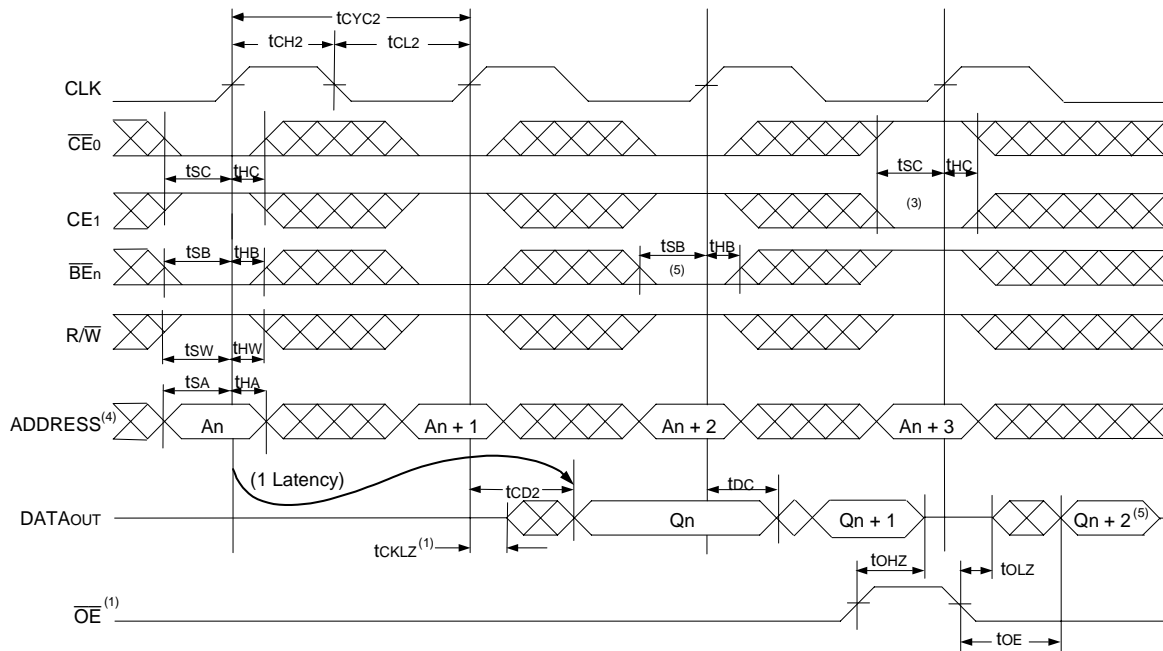 tCYC2
tCH2 tCL2
CLK
CE0
tSC tHC tSC tHC
CE1 (3)
tSB tHB tSB tHB
BEn (5)
R/W
tSW tHW
tSA tHA
ADDRESS(4) An An + 1 An + 2 An + 3
(1 Latency) tCD2 tDC
DATAOUT Qn Qn + 1 Qn + 2(5)
tCKLZ(1) tOHZ tOLZ
OE(1)
tOE